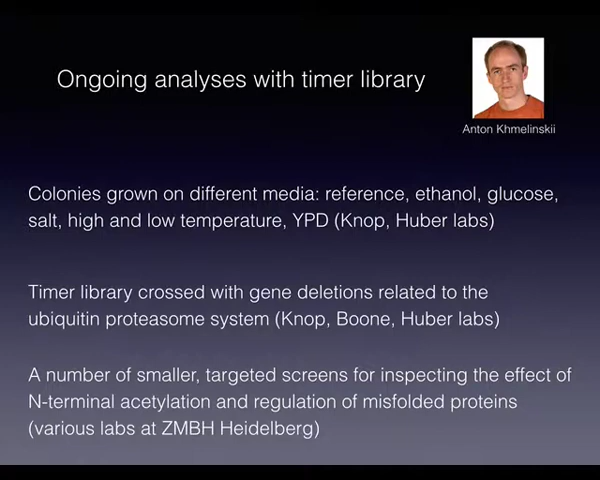 Ongoing analyses with timer library
Anton Khmelinskii
Colonies grown on different media: reference, ethanol, glucose,
salt, high and low temperature, YPD (Knop, Huber labs)
Timer library crossed with gene deletions related to the
ubiquitin proteasome system (Knop, Boone, Huber labs)
A number of smaller, targeted screens for inspecting the effect of
N-terminal acetylation and regulation of misfolded proteins
(various labs at ZMBH Heidelberg)